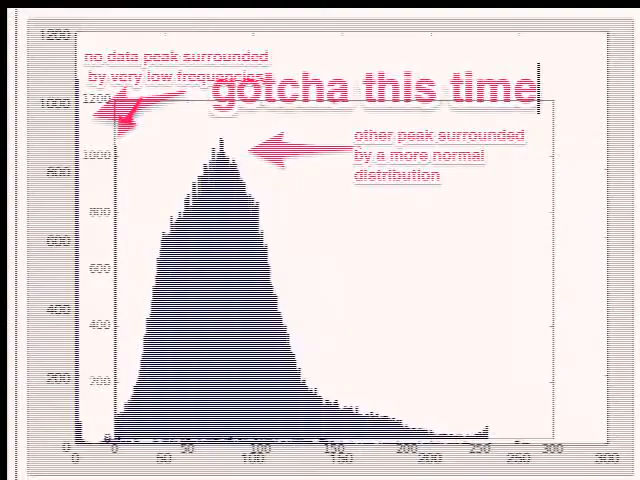 1200
no data peak surrounded
by very low frequencies
gotcha this time
1200
1000
other peak surrounded
by a more normal
distribution
1000
800
800
600
600
400
400
200
200
0
0
0 50 100 150 200 250 300
0 50 100 150 200 250 300